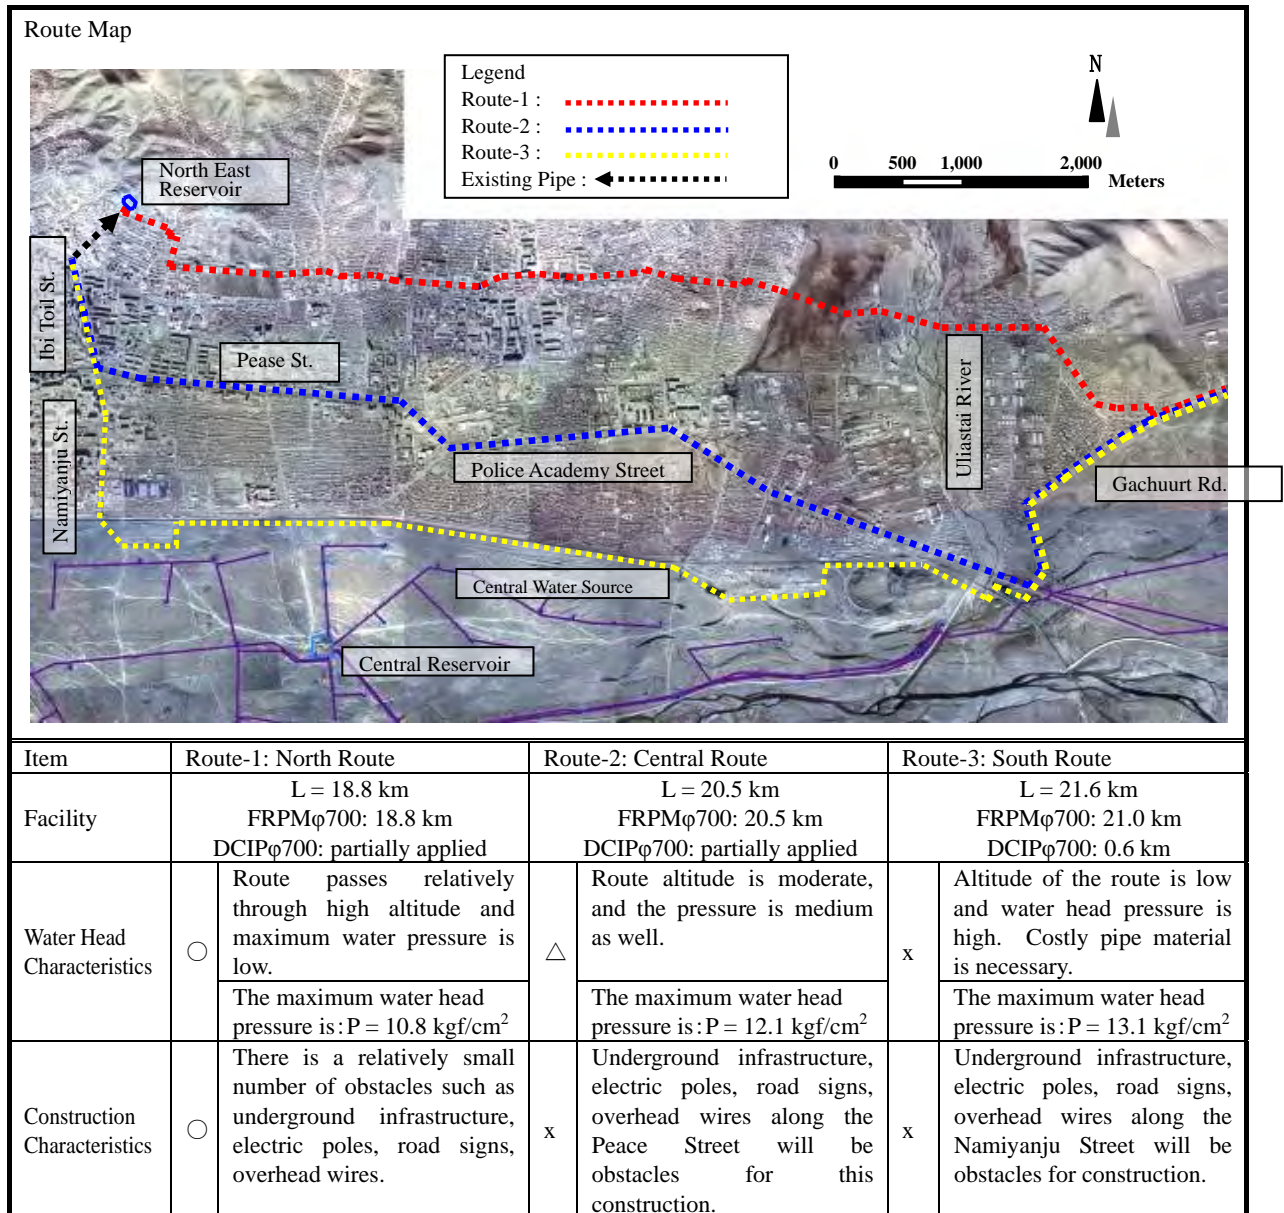 Route Map
Legend
Route-1 :
Route-2 :
Route-3 :
Existing Pipe :
N
0 500 1,000 2,000
Meters
North East
Reservoir
Ibi Toil St.
Pease St.
Namiyanju St.
Police Academy Street
Uliastai River
Gachuurt Rd.
Central Water Source
Central Reservoir
Item Route-1: North Route Route-2: Central Route Route-3: South Route
Facility
L = 18.8 km
FRPMφ700: 18.8 km
DCIPφ700: partially applied
L = 20.5 km
FRPMφ700: 20.5 km
DCIPφ700: partially applied
L = 21.6 km
FRPMφ700: 21.0 km
DCIPφ700: 0.6 km
Water Head
Characteristics
○
Route passes relatively
through high altitude and
maximum water pressure is
low.
The maximum water head
pressure is : P = 10.8 kgf/cm²
△
Route altitude is moderate,
and the pressure is medium
as well.
The maximum water head
pressure is : P = 12.1 kgf/cm²
x
Altitude of the route is low
and water head pressure is
high. Costly pipe material
is necessary.
The maximum water head
pressure is : P = 13.1 kgf/cm²
Construction
Characteristics
○
There is a relatively small
number of obstacles such as
underground infrastructure,
electric poles, road signs,
overhead wires.
x
Underground infrastructure,
electric poles, road signs,
overhead wires along the
Peace Street will be
obstacles for this
construction.
x
Underground infrastructure,
electric poles, road signs,
overhead wires along the
Namiyanju Street will be
obstacles for construction.